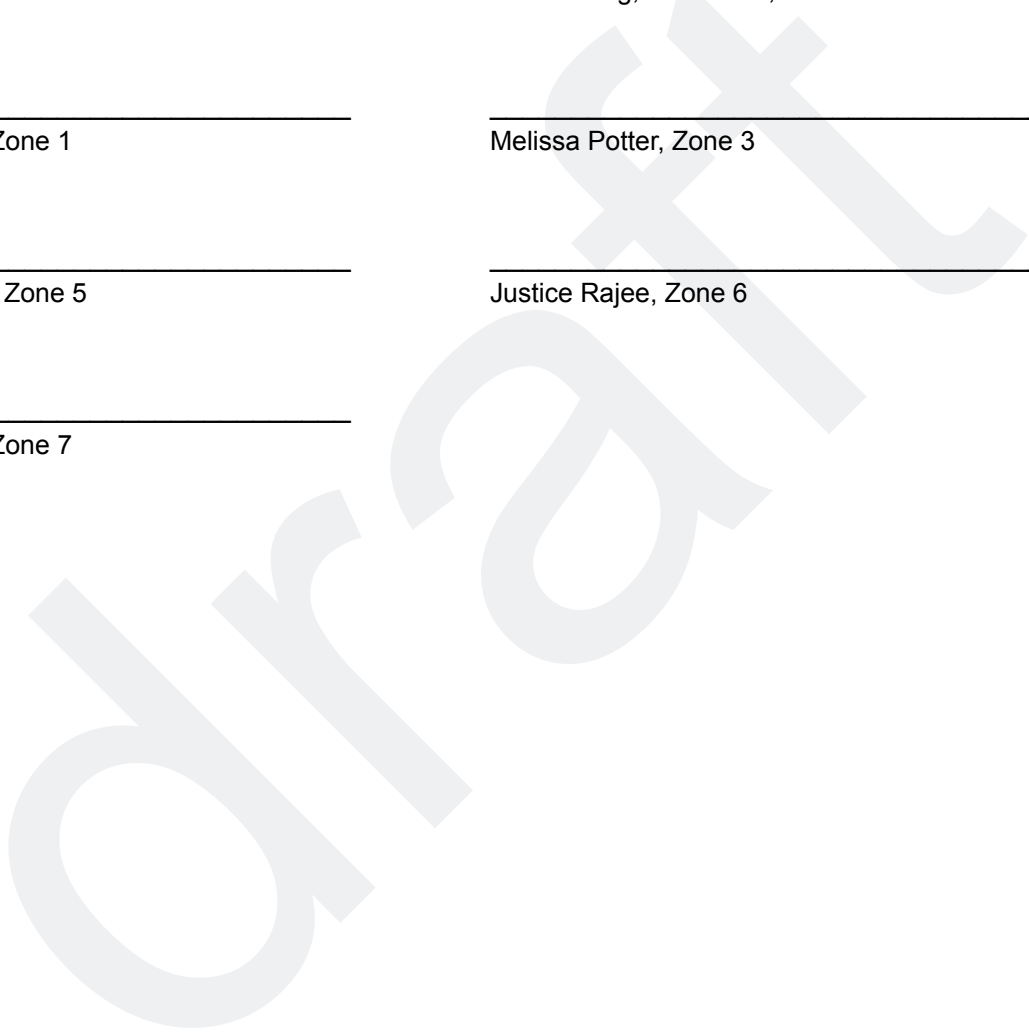 Zone 1
Melissa Potter, Zone 3
Zone 5
Justice Rajee, Zone 6
Zone 7
draft